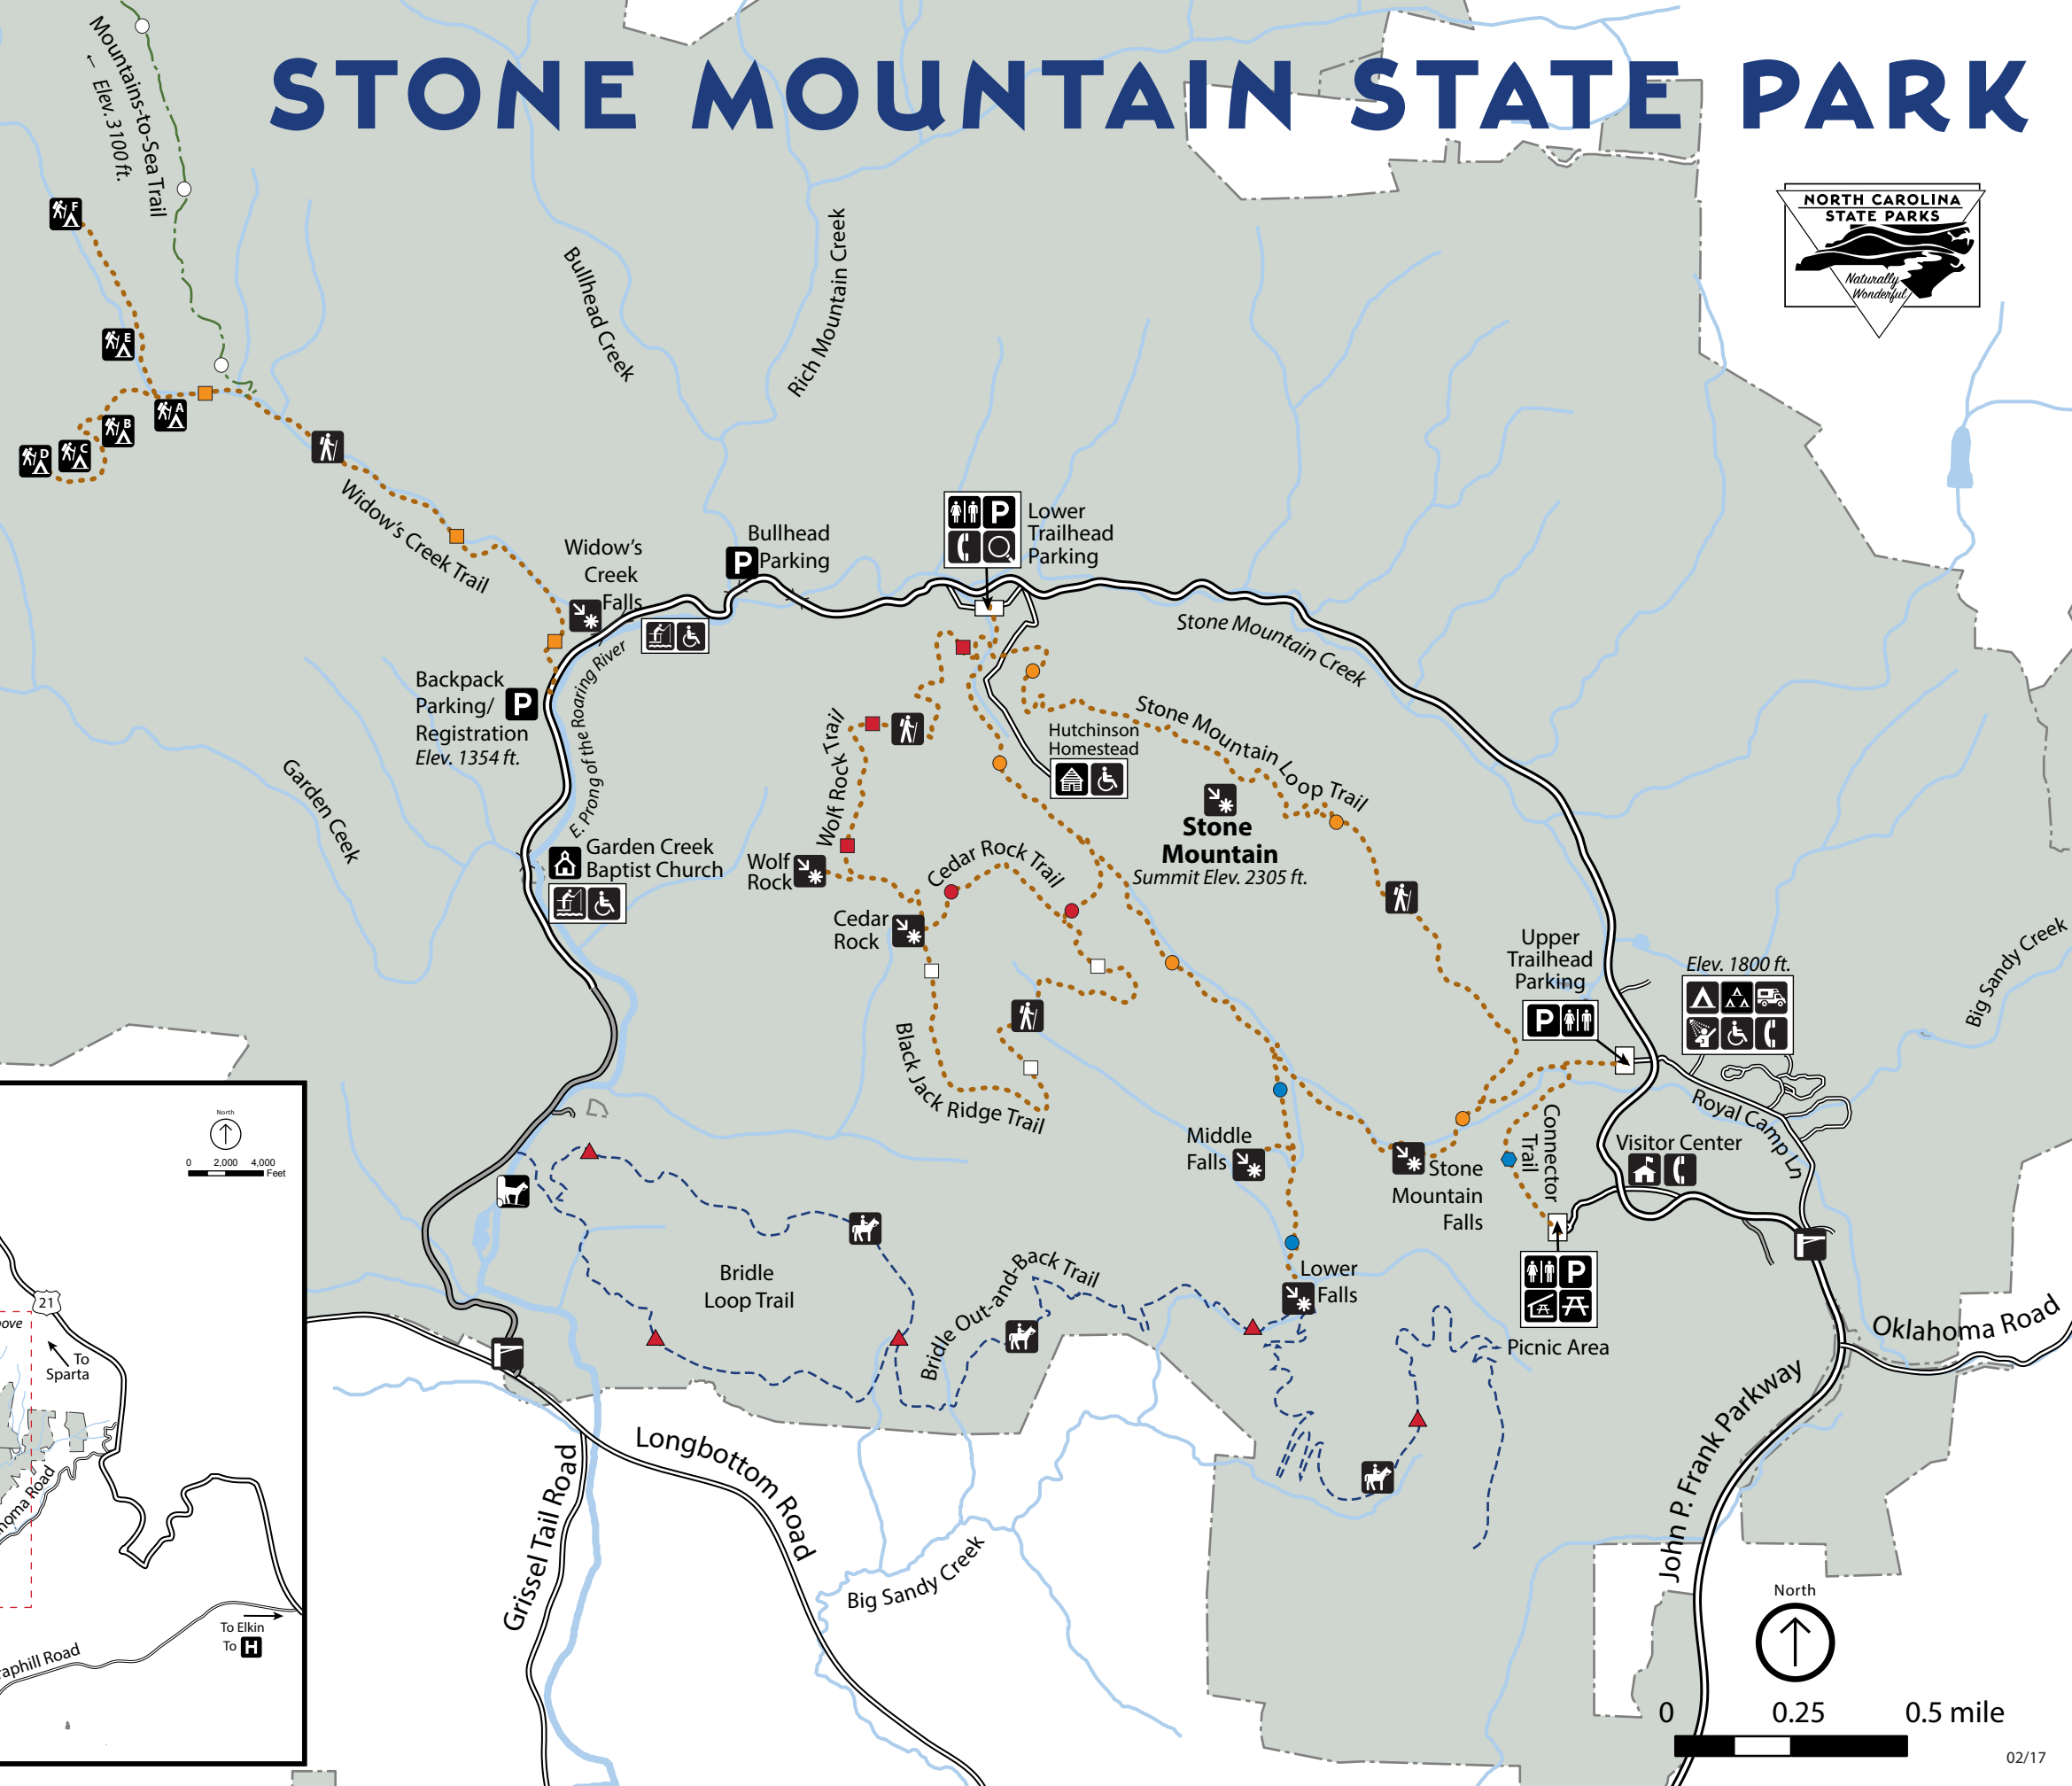 STONE MOUNTAIN STATE PARK
Mountains-to-Sea Trail
← Elev. 3100 ft.
NORTH CAROLINA
STATE PARKS
Naturally
Wonderful
F
E
A
B
C
D
Bullhead Creek
Rich Mountain Creek
Widow's Creek Trail
Widow's
Creek
Falls
Bullhead
Parking
P
P
Lower
Trailhead
Parking
Stone Mountain Creek
Backpack
Parking/
Registration
Elev. 1354 ft.
P
E. Prong of the Roaring River
Garden Ceek
Garden Creek
Baptist Church
Wolf Rock Trail
Wolf
Rock
Cedar Rock Trail
Cedar
Rock
Hutchinson
Homestead
Stone Mountain Loop Trail
Stone
Mountain
Summit Elev. 2305 ft.
Black Jack Ridge Trail
Upper
Trailhead
Parking
P
Elev. 1800 ft.
Big Sandy Creek
Royal Camp Ln
Visitor Center
Connector
Trail
Middle
Falls
Stone
Mountain
Falls
Lower
Falls
P
Picnic Area
Bridle
Loop Trail
Bridle Out-and-Back Trail
Oklahoma Road
John P. Frank Parkway
Longbottom Road
Grissel Tail Road
Big Sandy Creek
North
0 2,000 4,000
Feet
21
ove
To
Sparta
homa Road
To Elkin
To H
raphill Road
North
0 0.25 0.5 mile
02/17